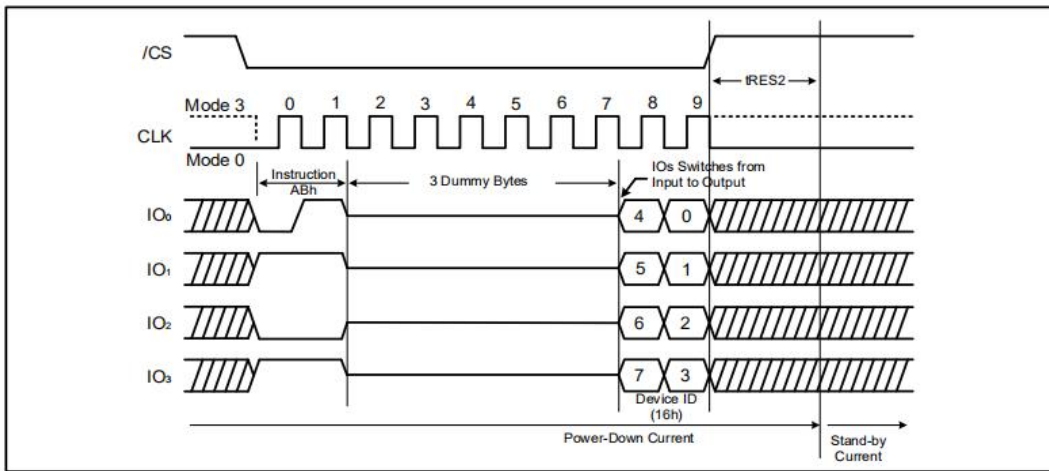 /CS
tRES2
Mode 3
0 1 2 3 4 5 6 7 8 9
CLK
Mode 0
Instruction
ABh
3 Dummy Bytes
IOs Switches from
Input to Output
IO₀
4 0
IO₁
5 1
IO₂
6 2
IO₃
7 3
Device ID
(16h)
Power-Down Current
Stand-by
Current